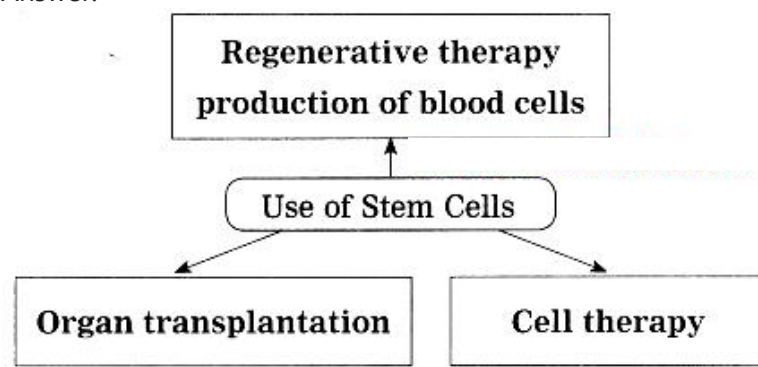 Regenerative therapy
production of blood cells
Use of Stem Cells
Organ transplantation
Cell therapy